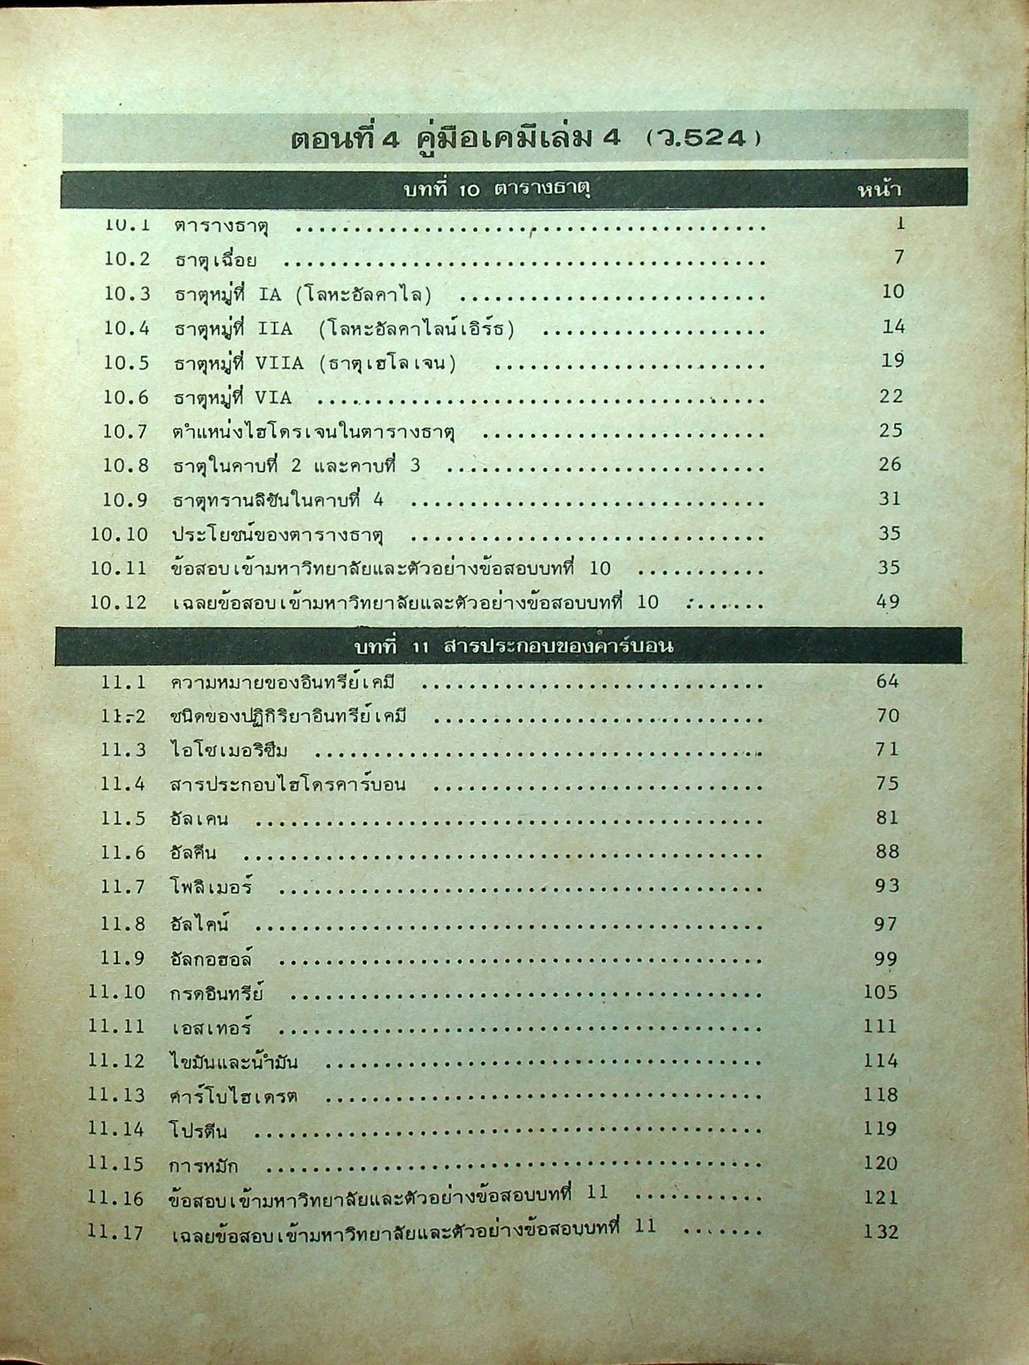 ตอนที่ 4 คู่มือเคมีเล่ม 4 (ว.524)
บทที่ 10 ตารางธาตุ หน้า
10.1 ตารางธาตุ ........................................ 1
10.2 ธาตุเฉื่อย ......................................... 7
10.3 ธาตุหมู่ที่ IA (โลหะอัลคาไล) .......................... 10
10.4 ธาตุหมู่ที่ IIA (โลหะอัลคาไลน์เอิร์ธ) ................... 14
10.5 ธาตุหมู่ที่ VIIA (ธาตุเฮโลเจน) ....................... 19
10.6 ธาตุหมู่ที่ VIA ...................................... 22
10.7 ตำแหน่งไฮโดรเจนในตารางธาตุ ........................ 25
10.8 ธาตุในคาบที่ 2 และคาบที่ 3 ........................... 26
10.9 ธาตุทรานสิชันในคาบที่ 4 .............................. 31
10.10 ประโยชน์ของตารางธาตุ .............................. 35
10.11 ข้อสอบเข้ามหาวิทยาลัยและตัวอย่างข้อสอบบทที่ 10 ........... 35
10.12 เฉลยข้อสอบเข้ามหาวิทยาลัยและตัวอย่างข้อสอบบทที่ 10 ....... 49
บทที่ 11 สารประกอบของคาร์บอน
11.1 ความหมายของอินทรีย์เคมี ............................. 64
11.2 ชนิดของปฏิกิริยาอินทรีย์เคมี ............................ 70
11.3 ไอโซเมอริซึม ...................................... 71
11.4 สารประกอบไฮโดรคาร์บอน ............................ 75
11.5 อัลเคน ........................................... 81
11.6 อัลคีน ............................................ 88
11.7 โพลิเมอร์ ......................................... 93
11.8 อัลไคน์ ........................................... 97
11.9 อัลกอฮอล์ ......................................... 99
11.10 กรดอินทรีย์ ........................................ 105
11.11 เอสเทอร์ ......................................... 111
11.12 ไขมันและน้ำมัน ..................................... 114
11.13 คาร์โบไฮเดรต ..................................... 118
11.14 โปรตีน ........................................... 119
11.15 การหมัก .......................................... 120
11.16 ข้อสอบเข้ามหาวิทยาลัยและตัวอย่างข้อสอบบทที่ 11 ........... 121
11.17 เฉลยข้อสอบเข้ามหาวิทยาลัยและตัวอย่างข้อสอบบทที่ 11 ....... 132